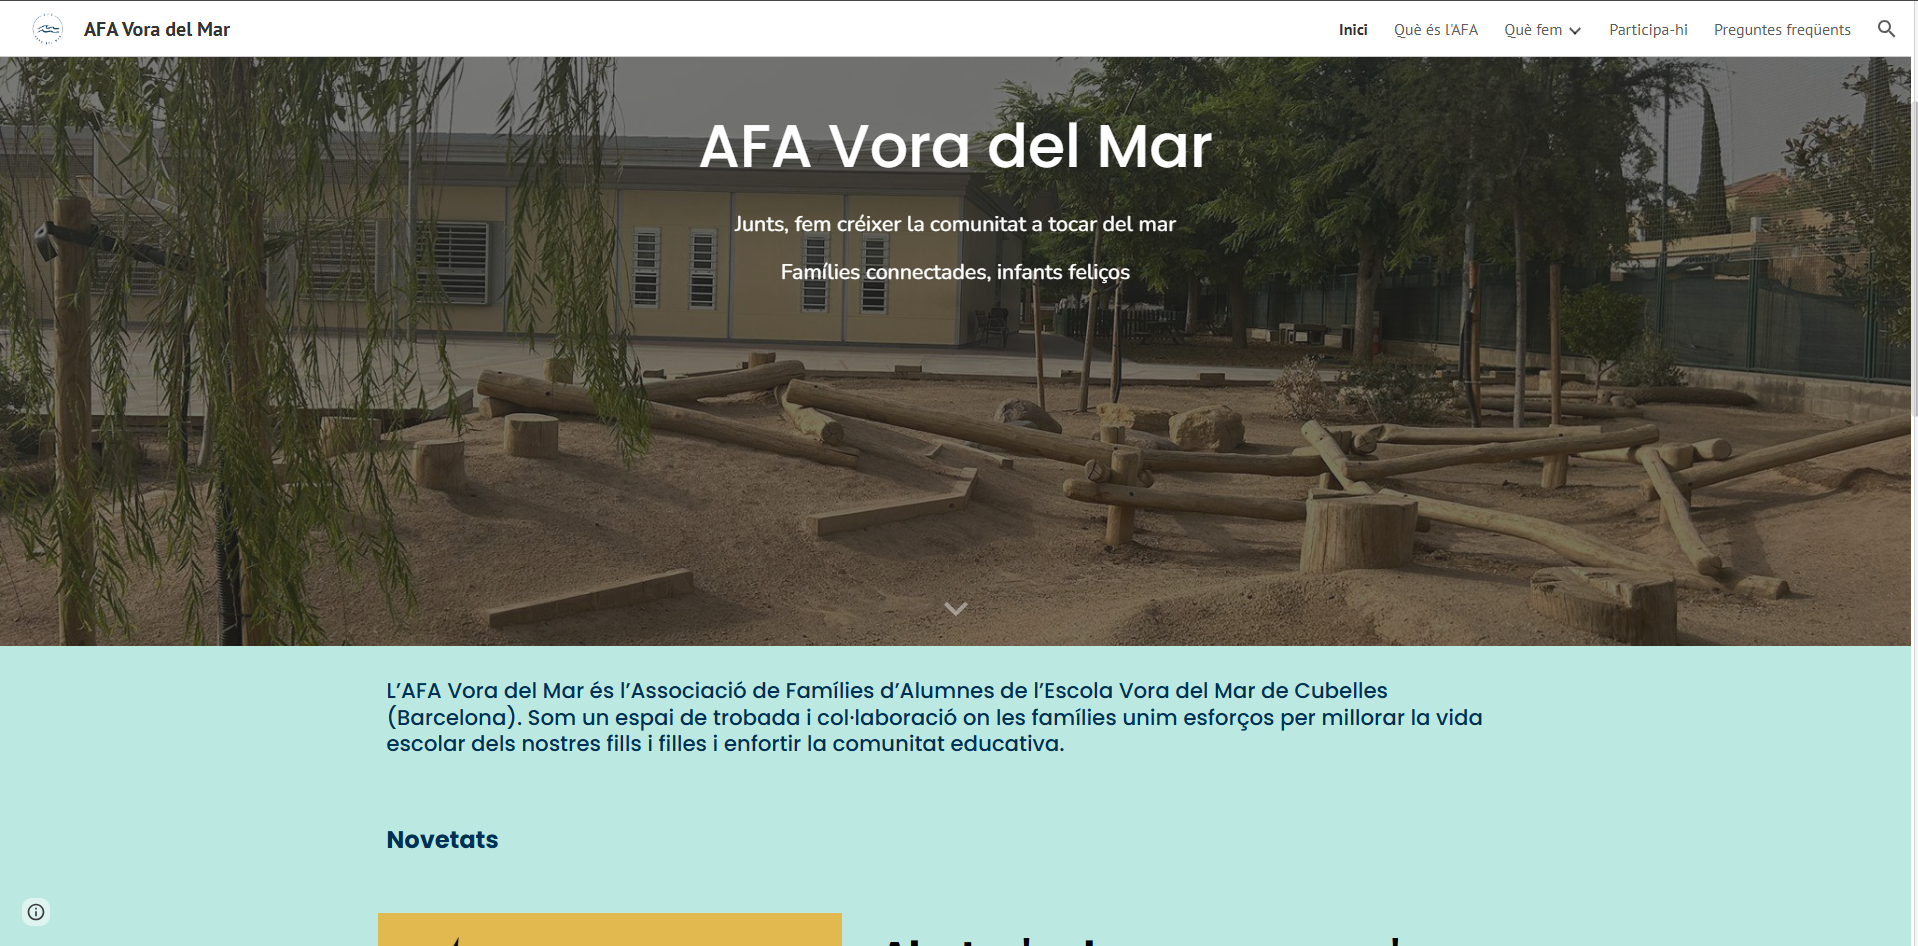 AFA Vora del Mar
Inici
Què és l'AFA
Què fem
Participa-hi
Preguntes freqüents
AFA Vora del Mar
Junts, fem créixer la comunitat a tocar del mar
Famílies connectades, infants feliços
L’AFA Vora del Mar és l’Associació de Famílies d’Alumnes de l’Escola Vora del Mar de Cubelles
(Barcelona). Som un espai de trobada i col·laboració on les famílies unim esforços per millorar la vida
escolar dels nostres fills i filles i enfortir la comunitat educativa.
Novetats